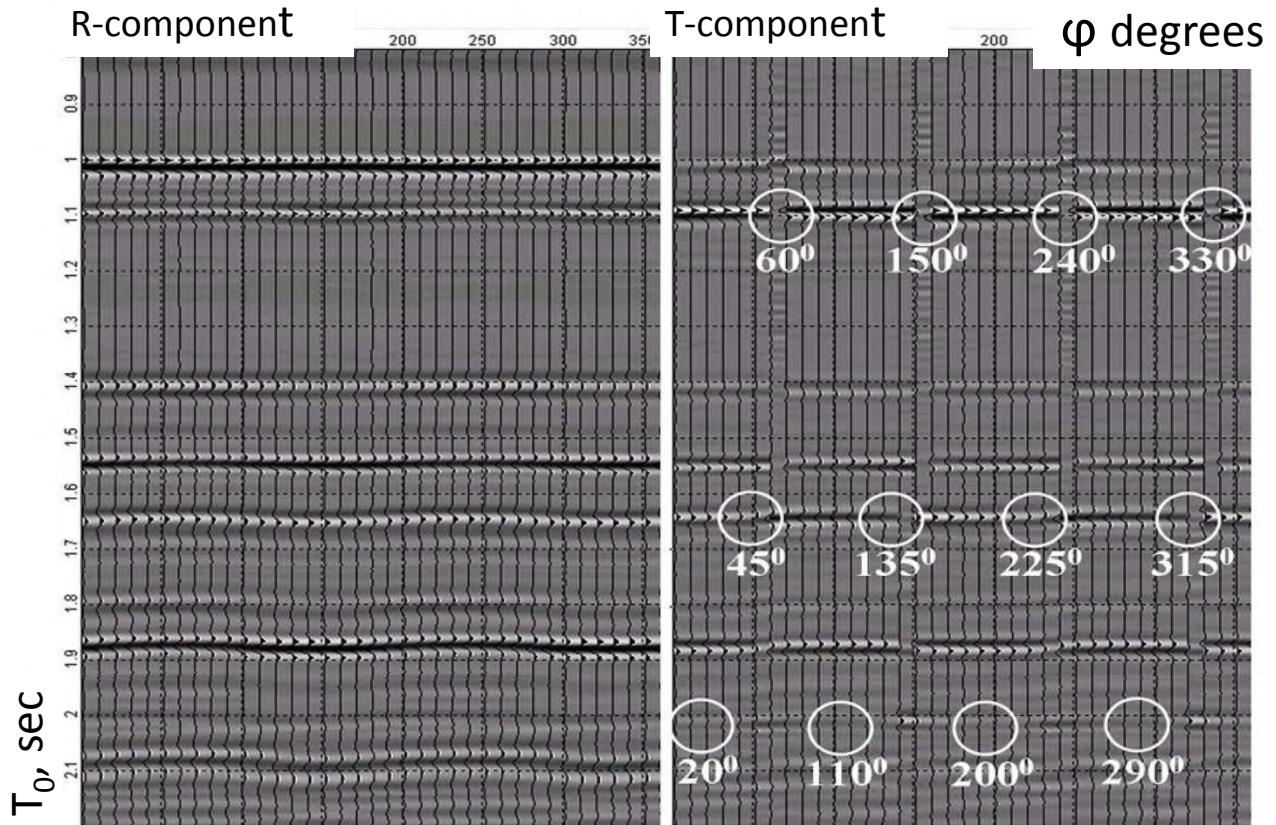 R-component
T-component
φ degrees
200 250 300 350
200
0.9
1
1.1
1.2
1.3
1.4
1.5
1.6
1.7
1.8
1.9
2
2.1
T₀, sec
60⁰ 150⁰ 240⁰ 330⁰
45⁰ 135⁰ 225⁰ 315⁰
20⁰ 110⁰ 200⁰ 290⁰